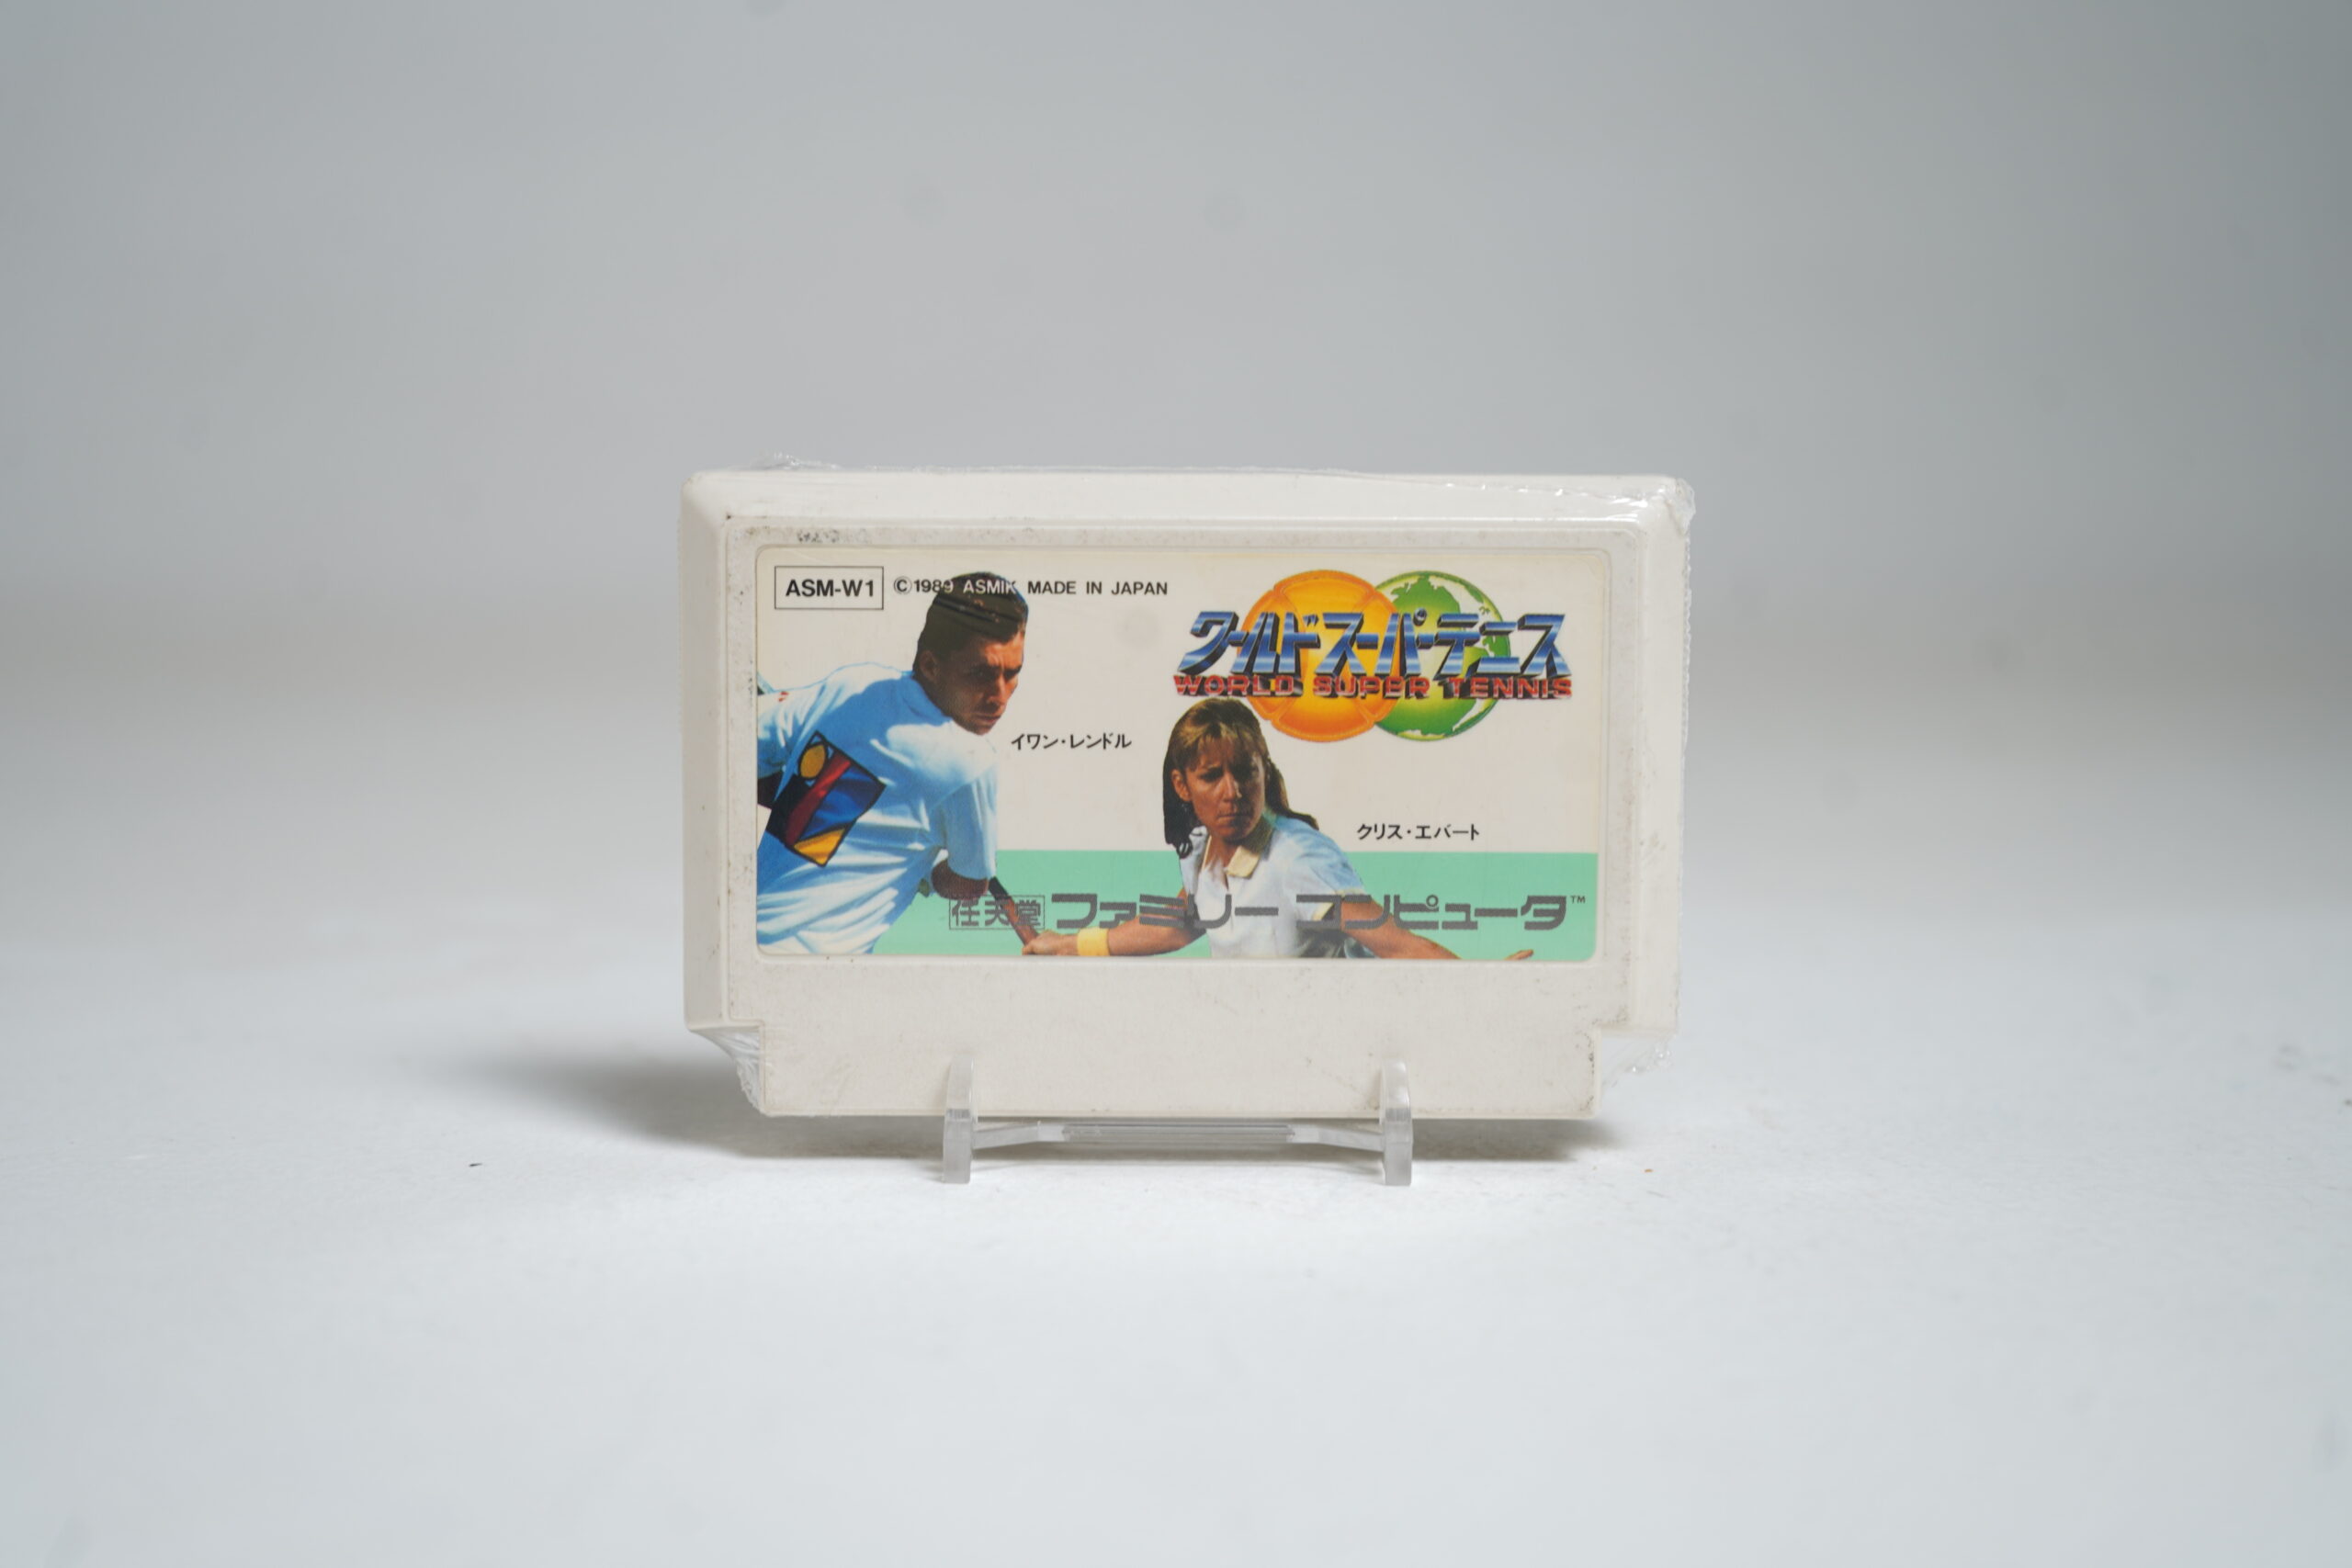 ASM-W1 ©1989 ASMIK MADE IN JAPAN
ワールドスーパーテニス
WORLD SUPER TENNIS
イワン・レンドル
クリス・エバート
任天堂 ファミリー コンピュータ™